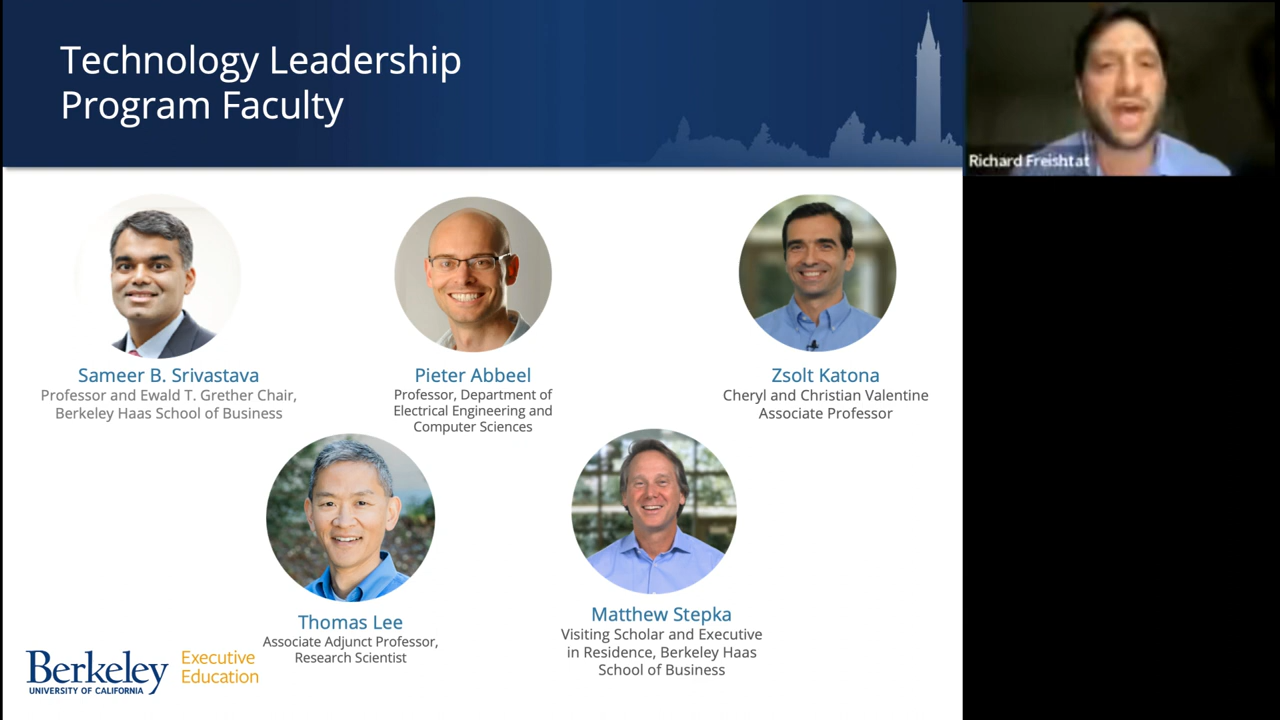 Technology Leadership
Program Faculty
Richard Freishtat
Sameer B. Srivastava
Professor and Ewald T. Grether Chair,
Berkeley Haas School of Business
Pieter Abbeel
Professor, Department of
Electrical Engineering and
Computer Sciences
Zsolt Katona
Cheryl and Christian Valentine
Associate Professor
Thomas Lee
Associate Adjunct Professor,
Research Scientist
Matthew Stepka
Visiting Scholar and Executive
in Residence, Berkeley Haas
School of Business
Berkeley
UNIVERSITY OF CALIFORNIA
Executive
Education